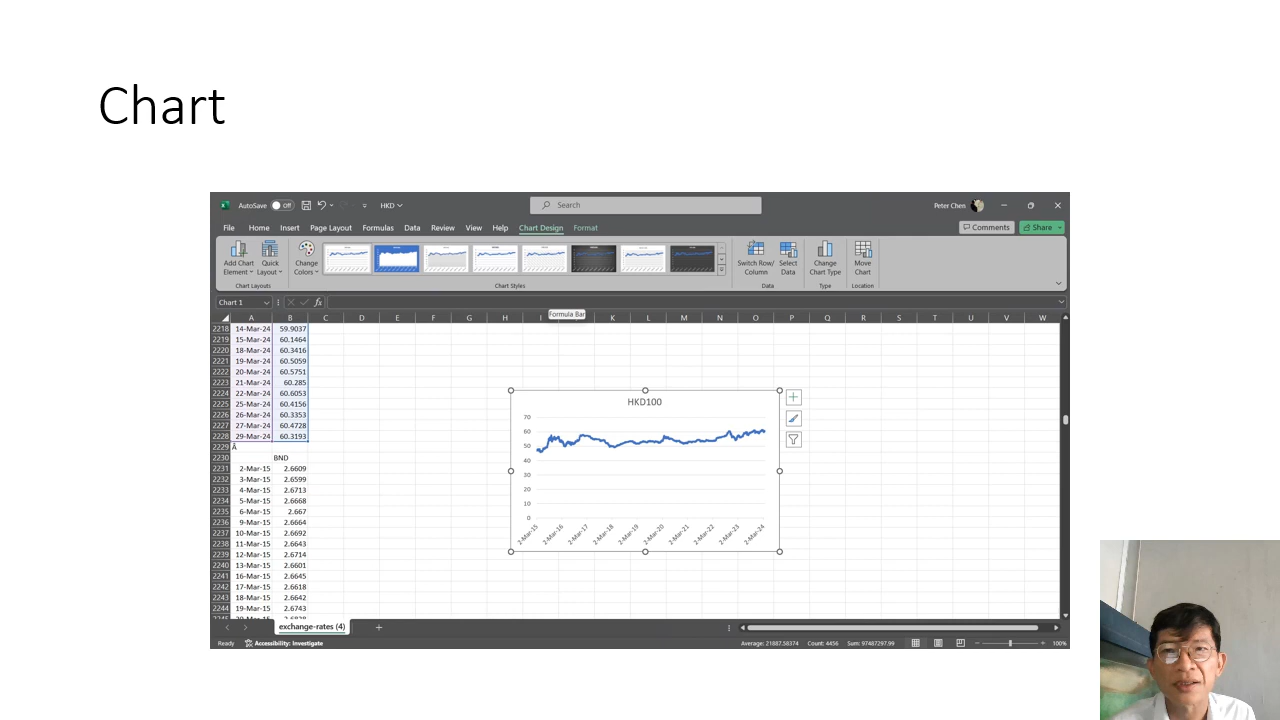 Chart
AutoSave Off HKD Search Peter Chen
File Home Insert Page Layout Formulas Data Review View Help Chart Design Format Comments Share
Add Chart Element Quick Layout Change Colors Switch Row/Column Select Data Change Chart Type Move Chart
Chart Layouts Chart Styles Data Type Location
Chart 1 fx
Formula Bar
A B C D E F G H I K L M N O P Q R S T U V W
2218 14-Mar-24 59.9037
2219 15-Mar-24 60.1464
2220 18-Mar-24 60.3416
2221 19-Mar-24 60.5059
2222 20-Mar-24 60.5751
2223 21-Mar-24 60.285
2224 22-Mar-24 60.6053
2225 25-Mar-24 60.4156
2226 26-Mar-24 60.3353
2227 27-Mar-24 60.4728
2228 29-Mar-24 60.3193
2229 Â
2230 BND
2231 2-Mar-15 2.6609
2232 3-Mar-15 2.6599
2233 4-Mar-15 2.6713
2234 5-Mar-15 2.6668
2235 6-Mar-15 2.667
2236 9-Mar-15 2.6664
2237 10-Mar-15 2.6692
2238 11-Mar-15 2.6643
2239 12-Mar-15 2.6714
2240 13-Mar-15 2.6601
2241 16-Mar-15 2.6645
2242 17-Mar-15 2.6618
2243 18-Mar-15 2.6642
2244 19-Mar-15 2.6743
HKD100
70
60
50
40
30
20
10
0
2-Mar-15 2-Mar-16 2-Mar-17 2-Mar-18 2-Mar-19 2-Mar-20 2-Mar-21 2-Mar-22 2-Mar-23 2-Mar-24
exchange-rates (4)
Ready Accessibility: Investigate Average: 21887.58374 Count: 4456 Sum: 97487297.99 100%